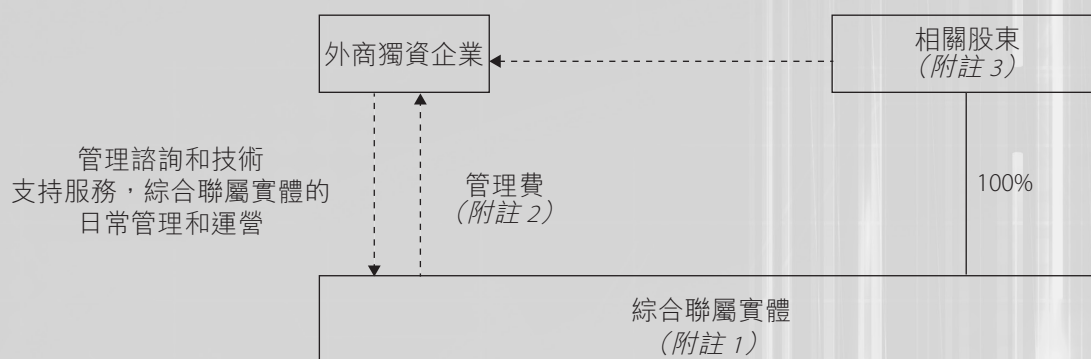 外商獨資企業
相關股東
（附註 3）
管理諮詢和技術
支持服務，綜合聯屬實體的
日常管理和運營
管理費
（附註 2）
100%
綜合聯屬實體
（附註 1）